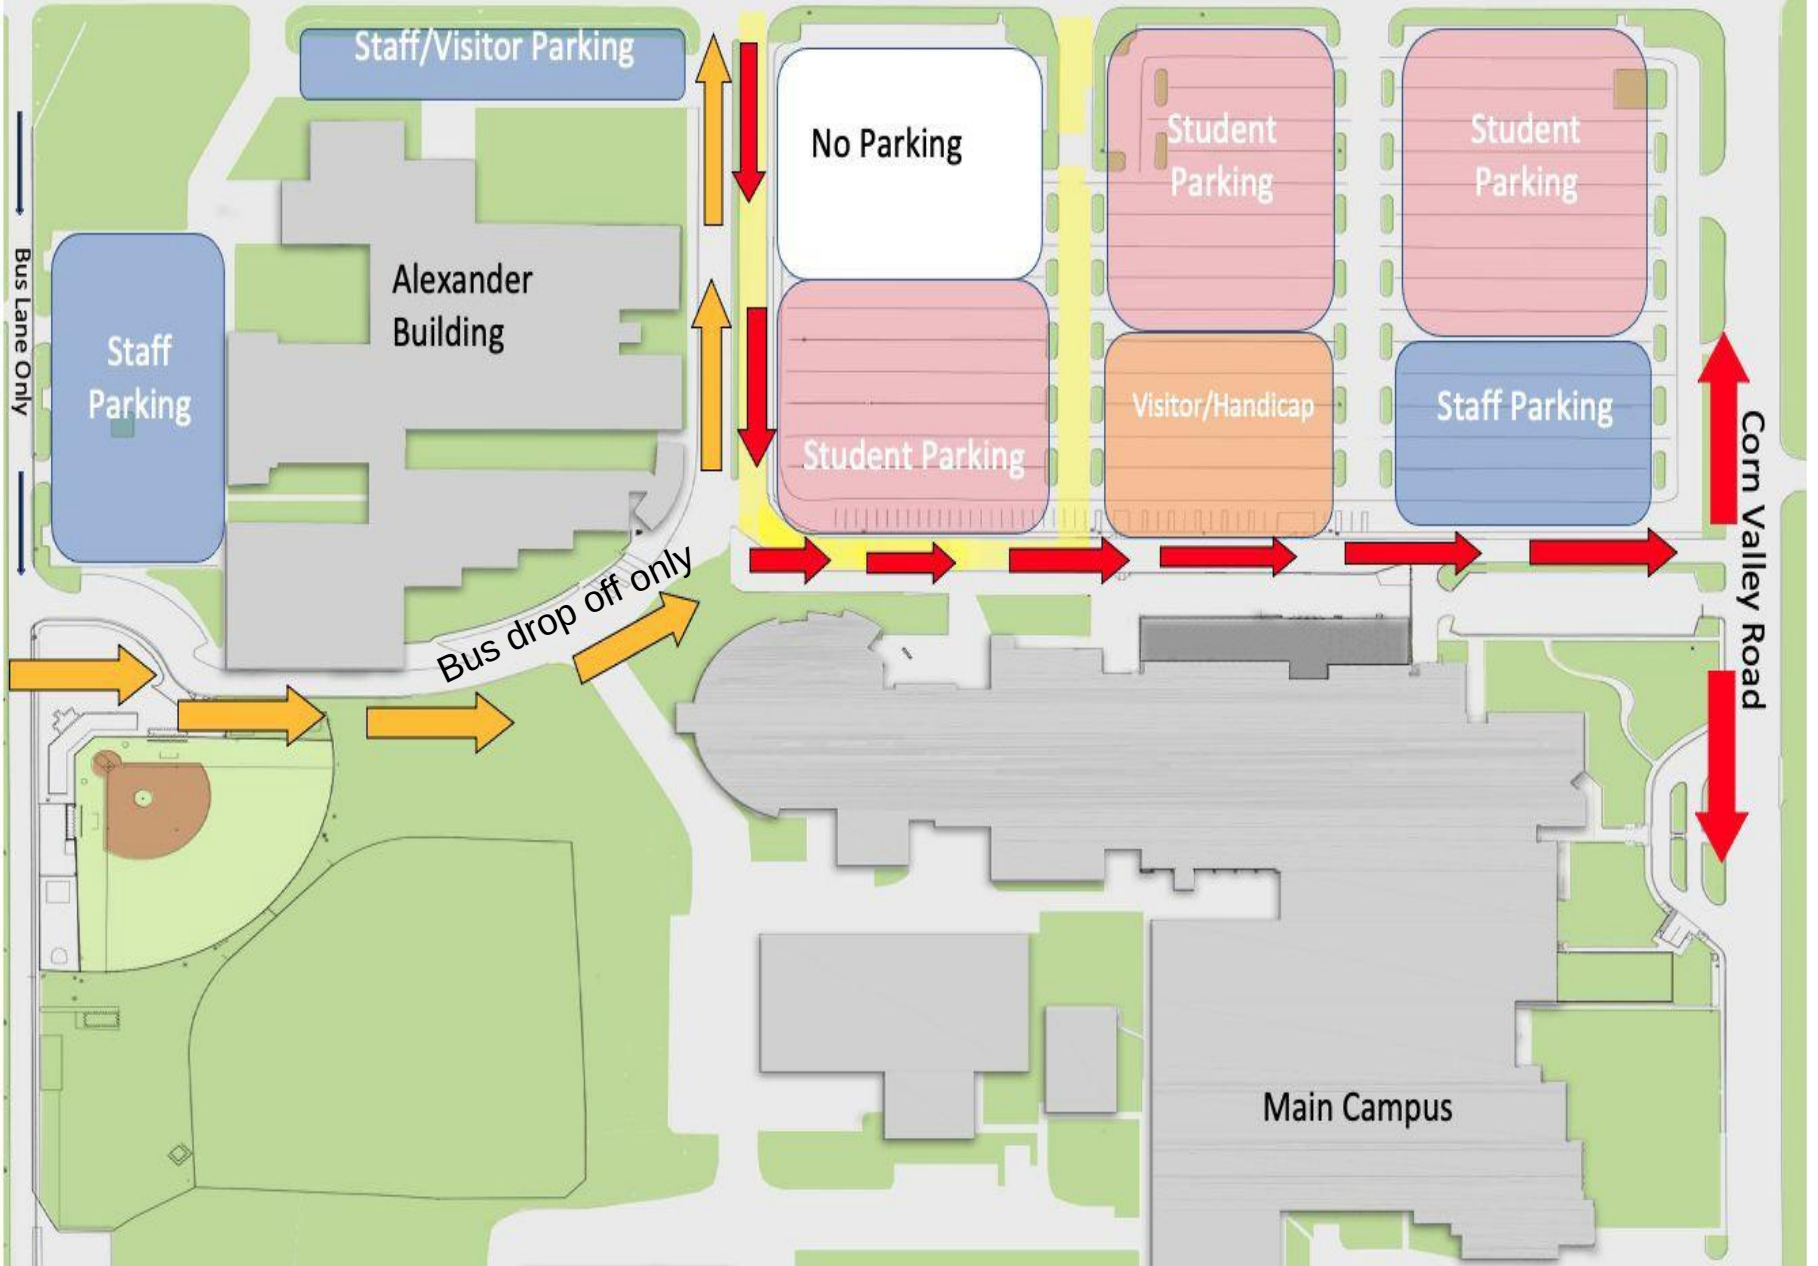 Staff/Visitor Parking
No Parking
Student
Parking
Student
Parking
Bus Lane Only
Alexander
Building
Staff
Parking
Student Parking
Visitor/Handicap
Staff Parking
Corn Valley Road
Bus drop off only
Main Campus